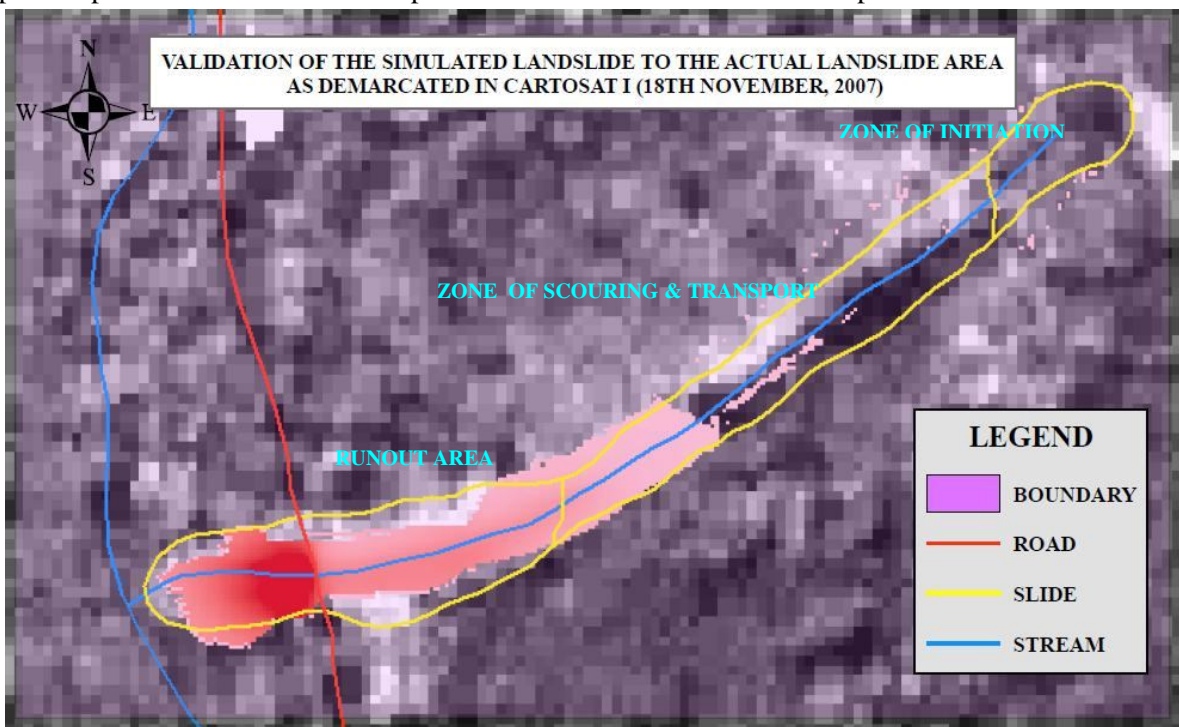 VALIDATION OF THE SIMULATED LANDSLIDE TO THE ACTUAL LANDSLIDE AREA
AS DEMARCATED IN CARTOSAT I (18TH NOVEMBER, 2007)
N
W
E
S
ZONE OF INITIATION
ZONE OF SCOURING & TRANSPORT
RUNOUT AREA
LEGEND
BOUNDARY
ROAD
SLIDE
STREAM